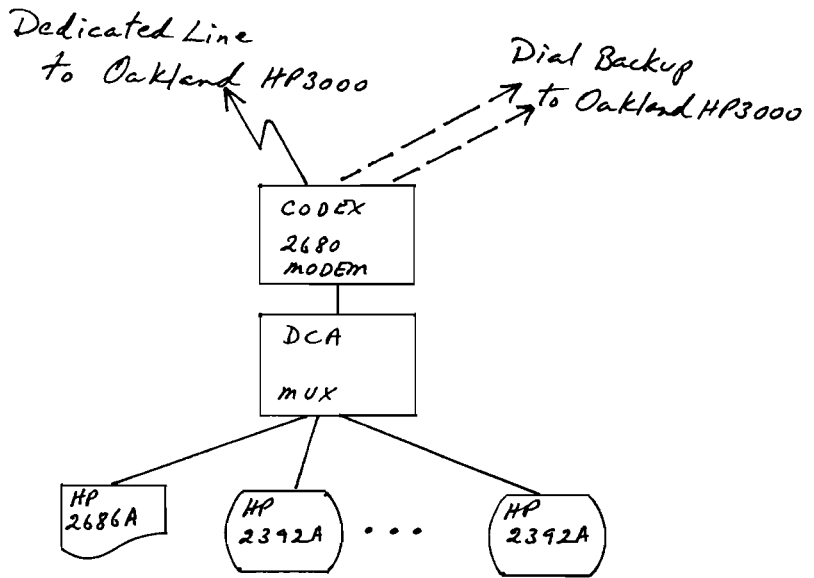 Dedicated Line
to Oakland HP3000
Dial Backup
to Oakland HP3000
CODEX
2680
MODEM
DCA
MUX
HP
2686A
HP
2392A
• • •
HP
2392A